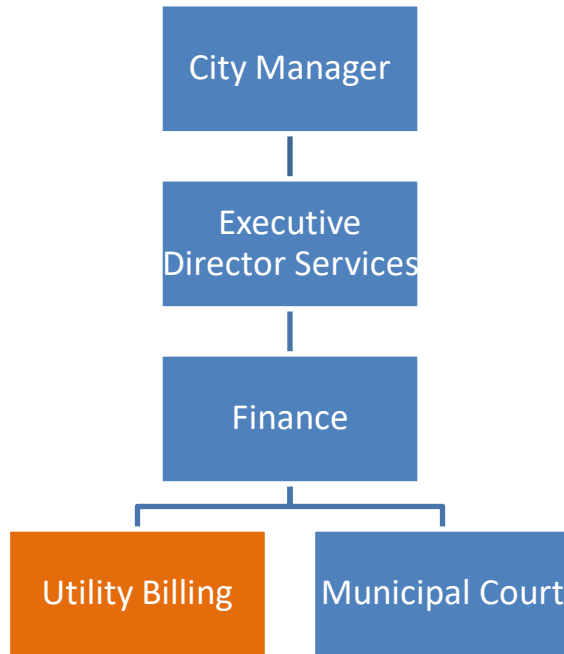 City Manager
Executive
Director Services
Finance
Utility Billing
Municipal Court